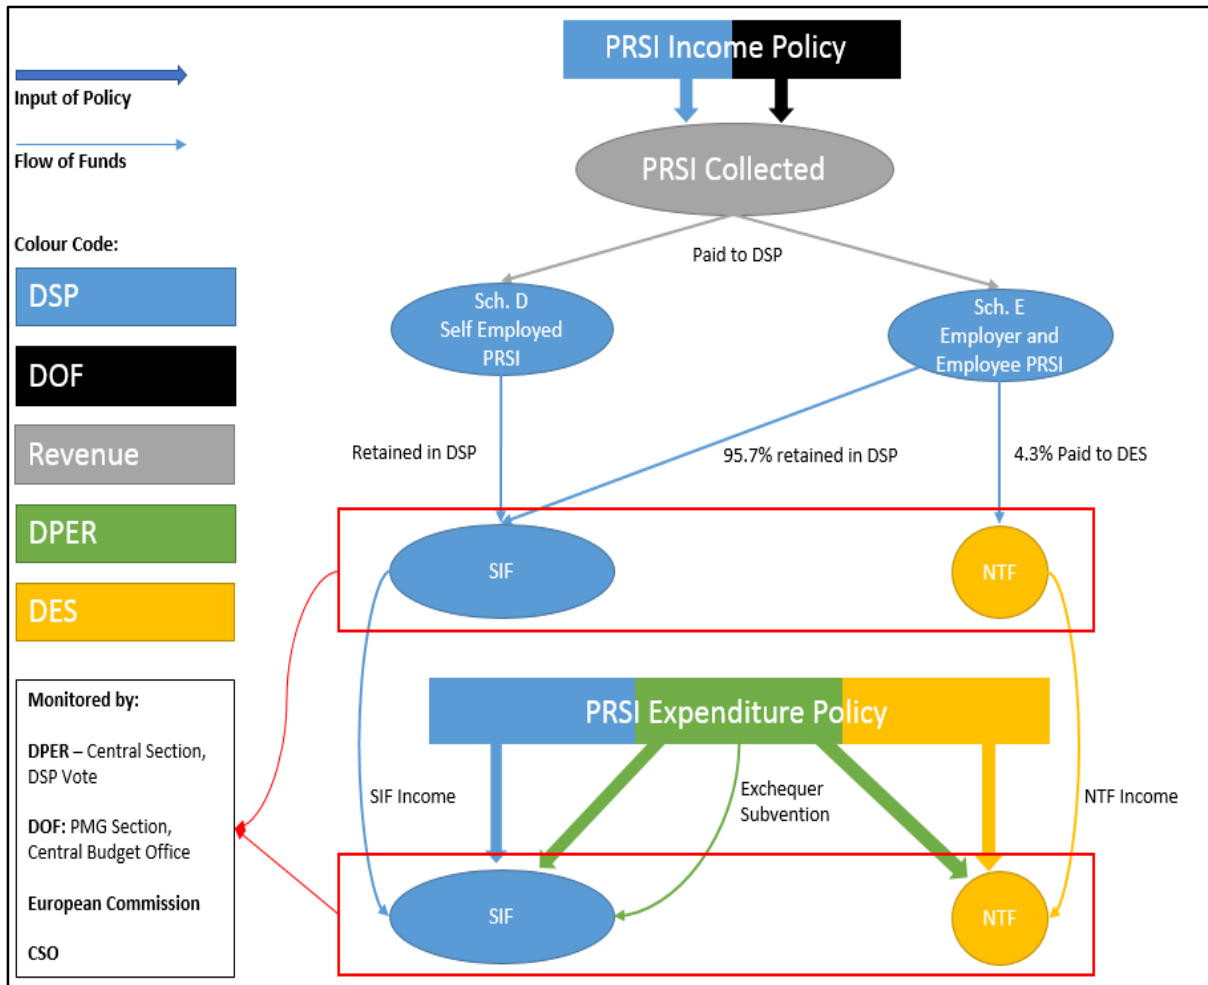 PRSI Income Policy
Input of Policy
Flow of Funds
PRSI Collected
Colour Code:
Paid to DSP
DSP
DOF
Revenue
DPER
DES
Sch. D
Self Employed
PRSI
Sch. E
Employer and
Employee PRSI
Retained in DSP
95.7% retained in DSP
4.3% Paid to DES
SIF
NTF
Monitored by:
DPER – Central Section,
DSP Vote
DOF: PMG Section,
Central Budget Office
European Commission
CSO
PRSI Expenditure Policy
SIF Income
Exchequer
Subvention
NTF Income
SIF
NTF